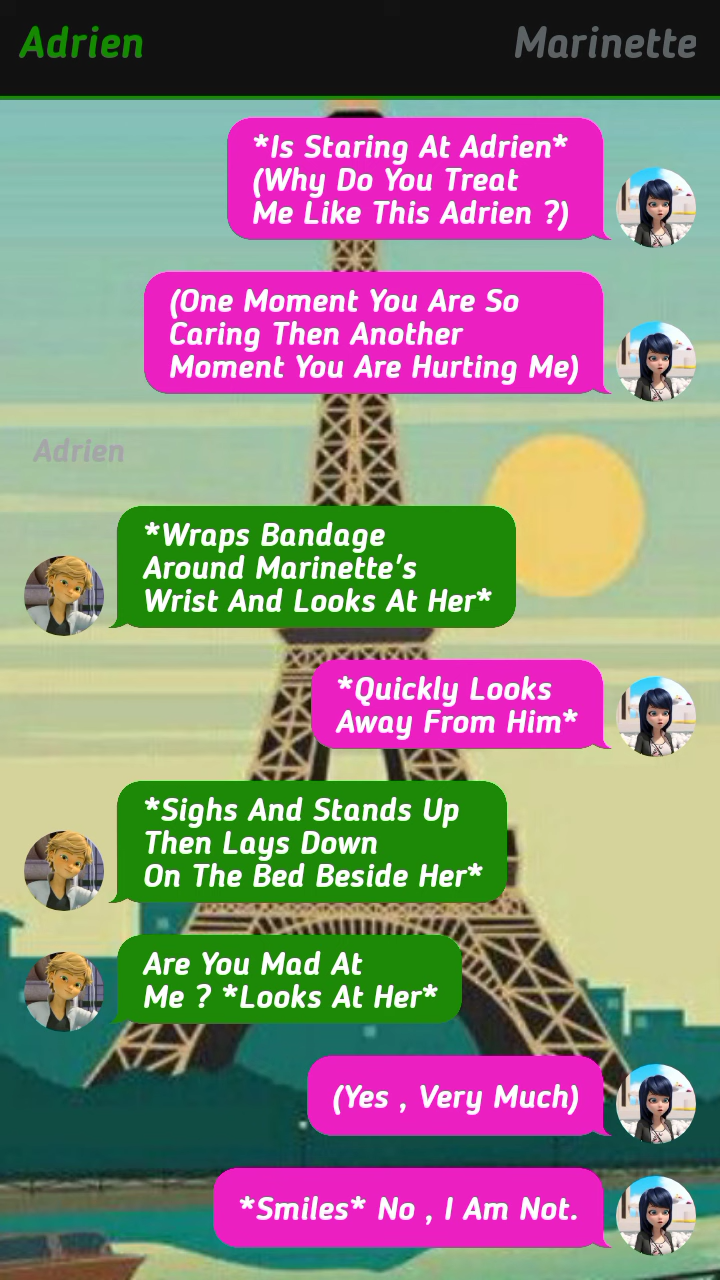 Adrien
Marinette
*Is Staring At Adrien*
(Why Do You Treat
Me Like This Adrien ?)
(One Moment You Are So
Caring Then Another
Moment You Are Hurting Me)
Adrien
*Wraps Bandage
Around Marinette's
Wrist And Looks At Her*
*Quickly Looks
Away From Him*
*Sighs And Stands Up
Then Lays Down
On The Bed Beside Her*
Are You Mad At
Me ? *Looks At Her*
(Yes , Very Much)
*Smiles* No , I Am Not.